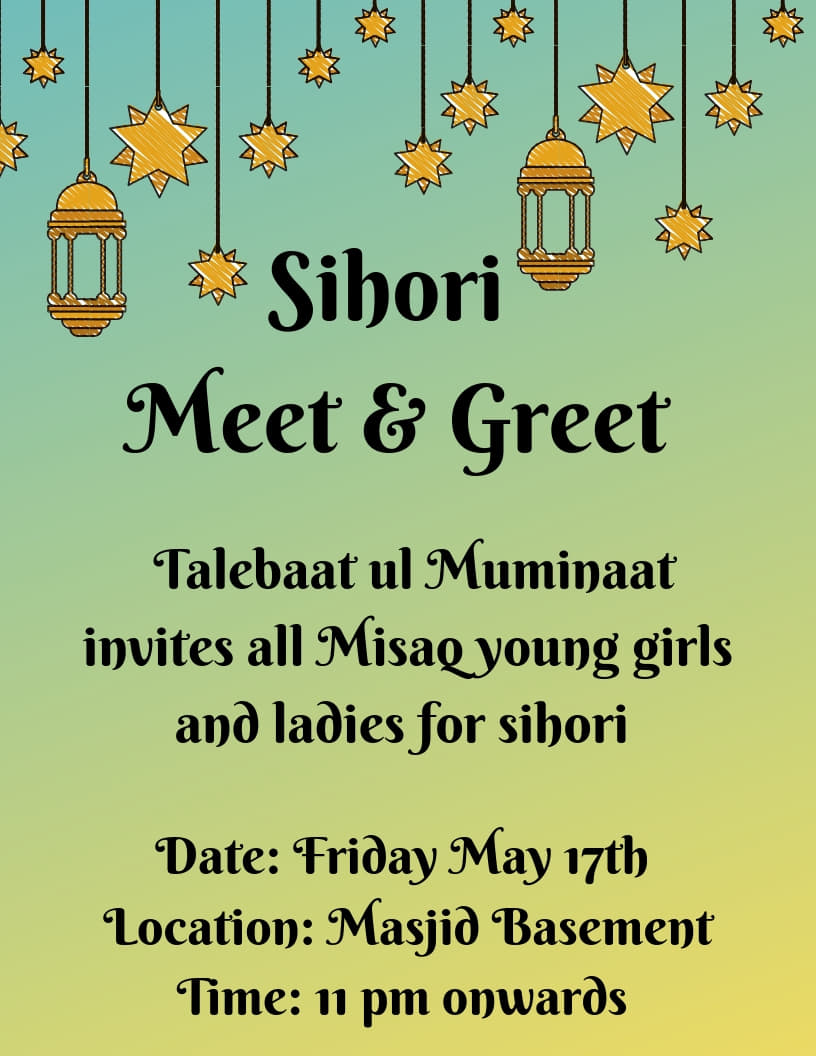 Sihori
Meet & Greet
Talebaat ul Muminaat
invites all Misaq young girls
and ladies for sihori
Date: Friday May 17th
Location: Masjid Basement
Time: 11 pm onwards